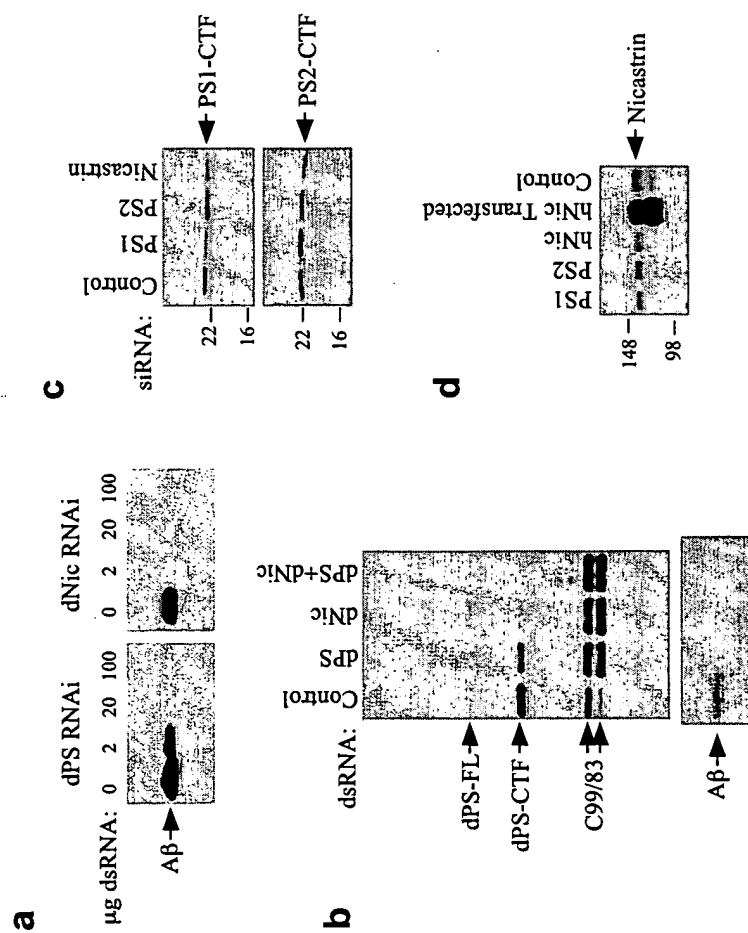 a
dPS RNAi dNic RNAi
µg dsRNA: 0 2 20 100 0 2 20 100
Aβ
b
dsRNA: Control dPS dNic dPS+dNic
dPS-FL
dPS-CTF
C99/83
Aβ
c
siRNA: Control PS1 PS2 Nicastrin
22 PS1-CTF
16
22 PS2-CTF
16
d
PS1 PS2 hNic hNic Transfected Control
148 Nicastrin
98